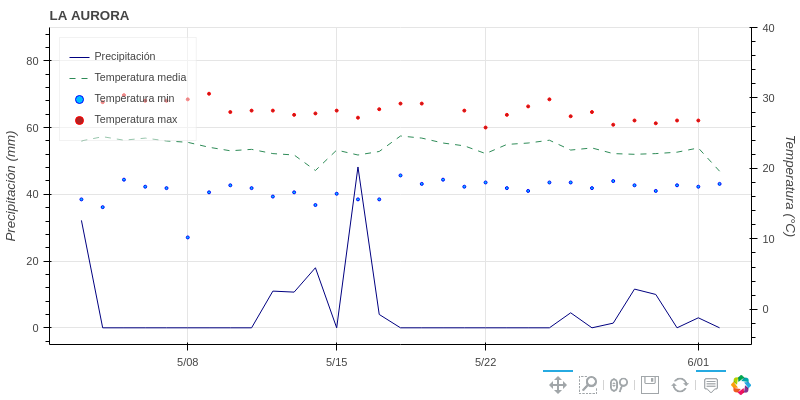 LA AURORA
Precipitación
Temperatura media
Temperatura min
Temperatura max
80
60
40
20
0
Precipitación (mm)
40
30
20
10
0
Temperatura (°C)
5/08
5/15
5/22
6/01